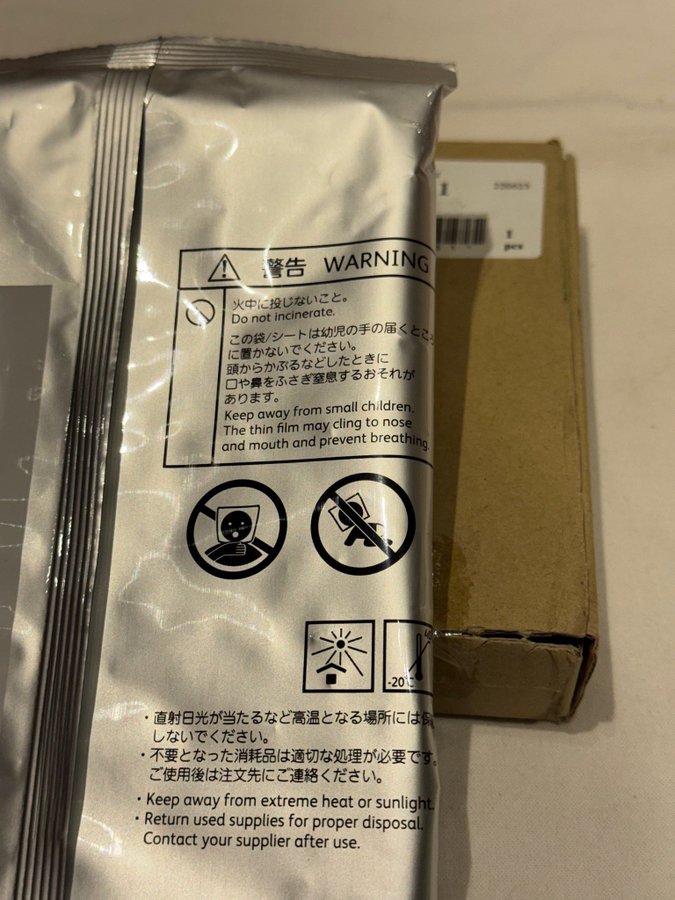 1
1
pcs
警告 WARNING
火中に投じないこと。
Do not incinerate.
この袋/シートは幼児の手の届くところ
に置かないでください。
頭からかぶるなどしたときに
口や鼻をふさぎ窒息するおそれが
あります。
Keep away from small children.
The thin film may cling to nose
and mouth and prevent breathing.
-20℃
・直射日光が当たるなど高温となる場所には保
しないでください。
・不要となった消耗品は適切な処理が必要です。
ご使用後は注文先にご連絡ください。
・Keep away from extreme heat or sunlight.
・Return used supplies for proper disposal.
Contact your supplier after use.